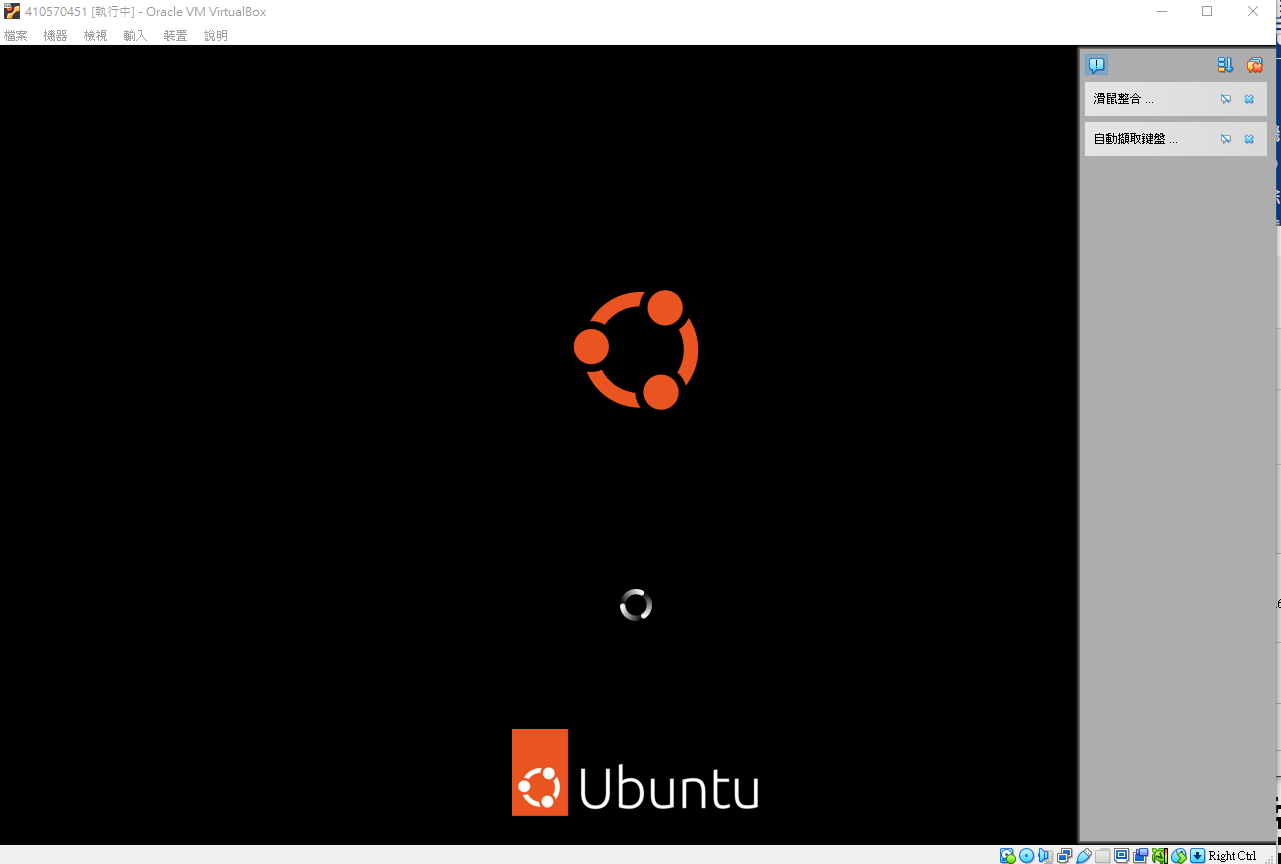 410570451 [執行中] - Oracle VM VirtualBox
檔案 機器 檢視 輸入 裝置 說明
滑鼠整合 ...
自動擷取鍵盤 ...
Ubuntu
Right Ctrl